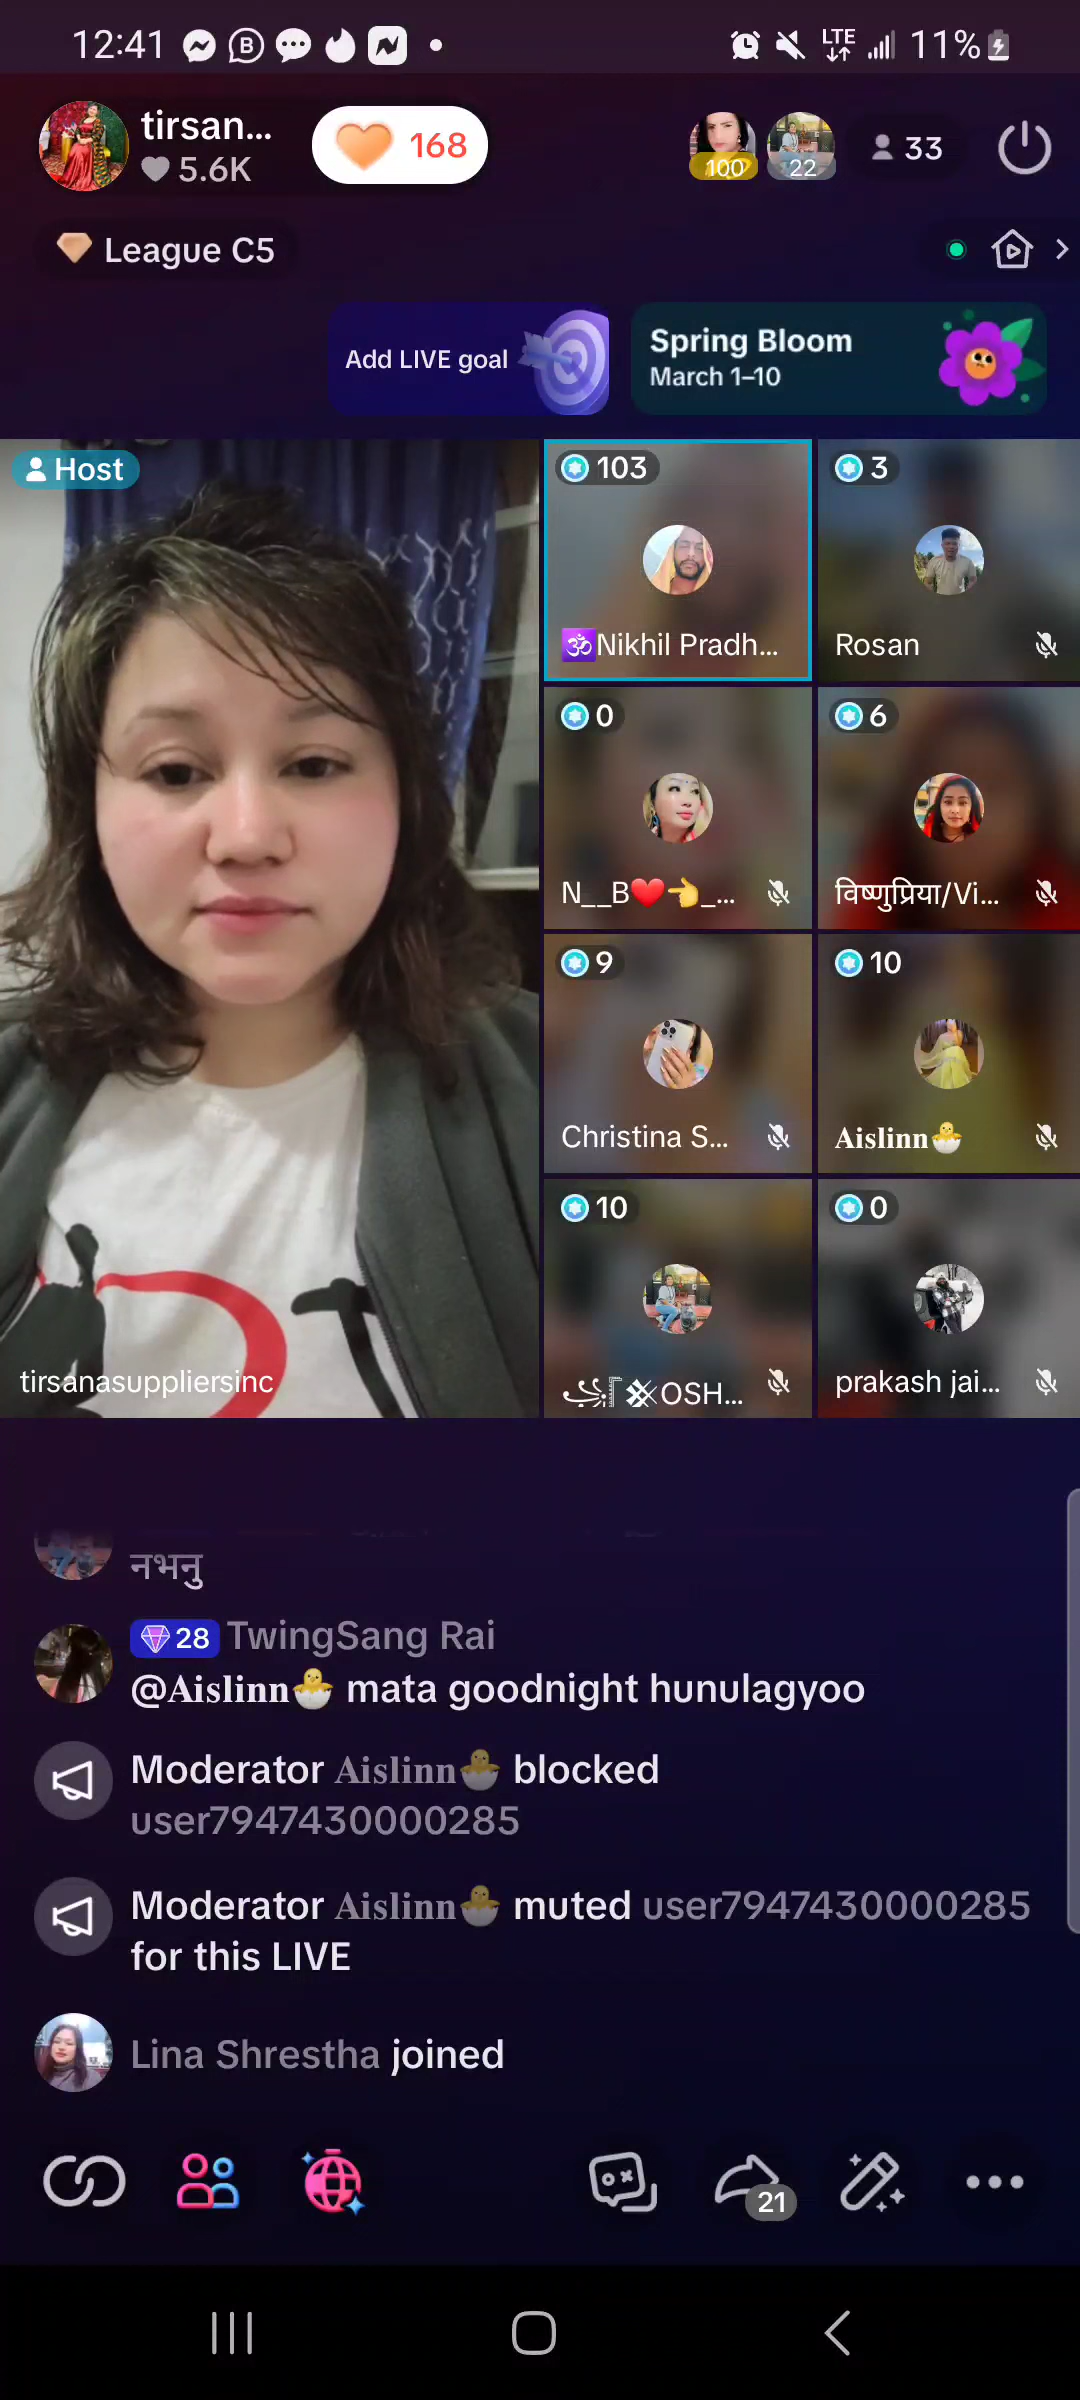 12:41
LTE
11%
tirsan...
5.6K
168
100
22
33
League C5
Add LIVE goal
Spring Bloom
March 1–10
Host
tirsanasuppliersinc
103
🕉Nikhil Pradh...
3
Rosan
0
N__B❤️👈_...
6
विष्णुप्रिया/Vi...
9
Christina S...
10
𝐀𝐢𝐬𝐥𝐢𝐧𝐧🐣
10
OSH...
0
prakash jai...
नभनु
28 TwingSang Rai
@𝐀𝐢𝐬𝐥𝐢𝐧𝐧🐣 mata goodnight hunulagyoo
Moderator 𝐀𝐢𝐬𝐥𝐢𝐧𝐧🐣 blocked
user7947430000285
Moderator 𝐀𝐢𝐬𝐥𝐢𝐧𝐧🐣 muted user7947430000285
for this LIVE
Lina Shrestha joined
21